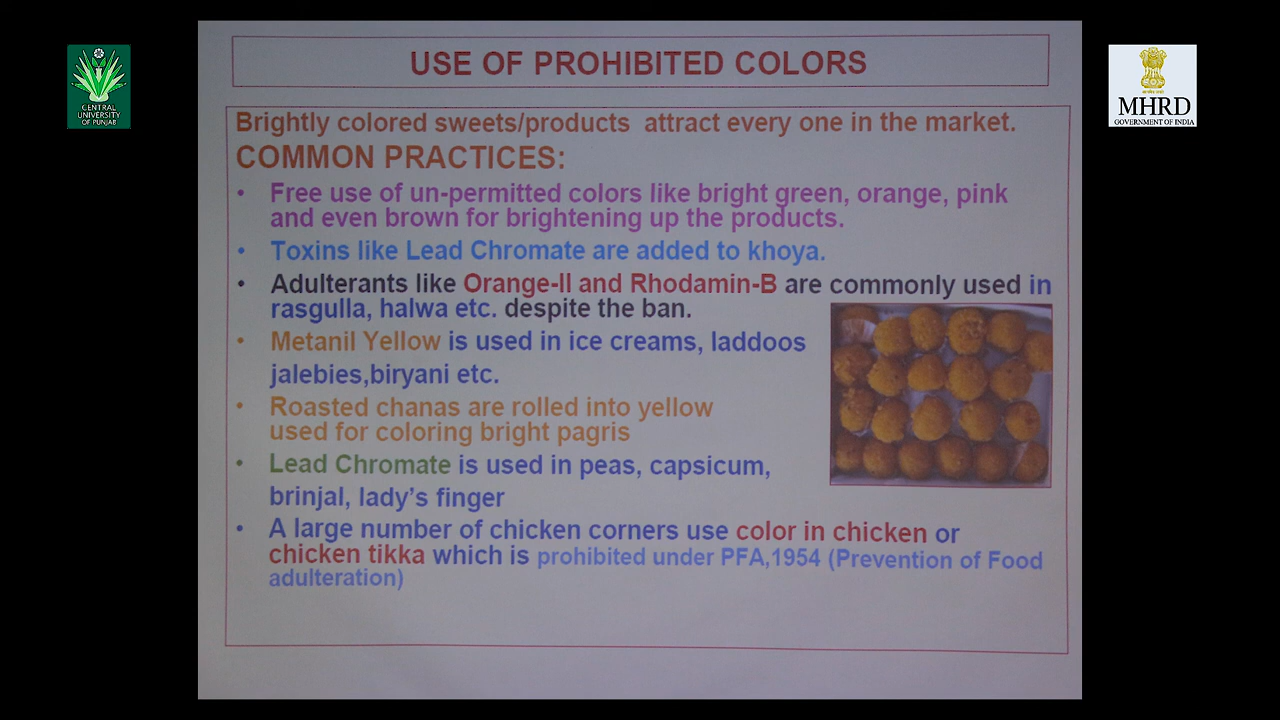 USE OF PROHIBITED COLORS
CENTRAL
UNIVERSITY
OF PUNJAB
MHRD
GOVERNMENT OF INDIA
Brightly colored sweets/products attract every one in the market.
COMMON PRACTICES:
• Free use of un-permitted colors like bright green, orange, pink
and even brown for brightening up the products.
• Toxins like Lead Chromate are added to khoya.
• Adulterants like Orange-II and Rhodamin-B are commonly used in
rasgulla, halwa etc. despite the ban.
• Metanil Yellow is used in ice creams, laddoos
jalebies,biryani etc.
• Roasted chanas are rolled into yellow
used for coloring bright pagris
• Lead Chromate is used in peas, capsicum,
brinjal, lady's finger
• A large number of chicken corners use color in chicken or
chicken tikka which is prohibited under PFA,1954 (Prevention of Food
adulteration)